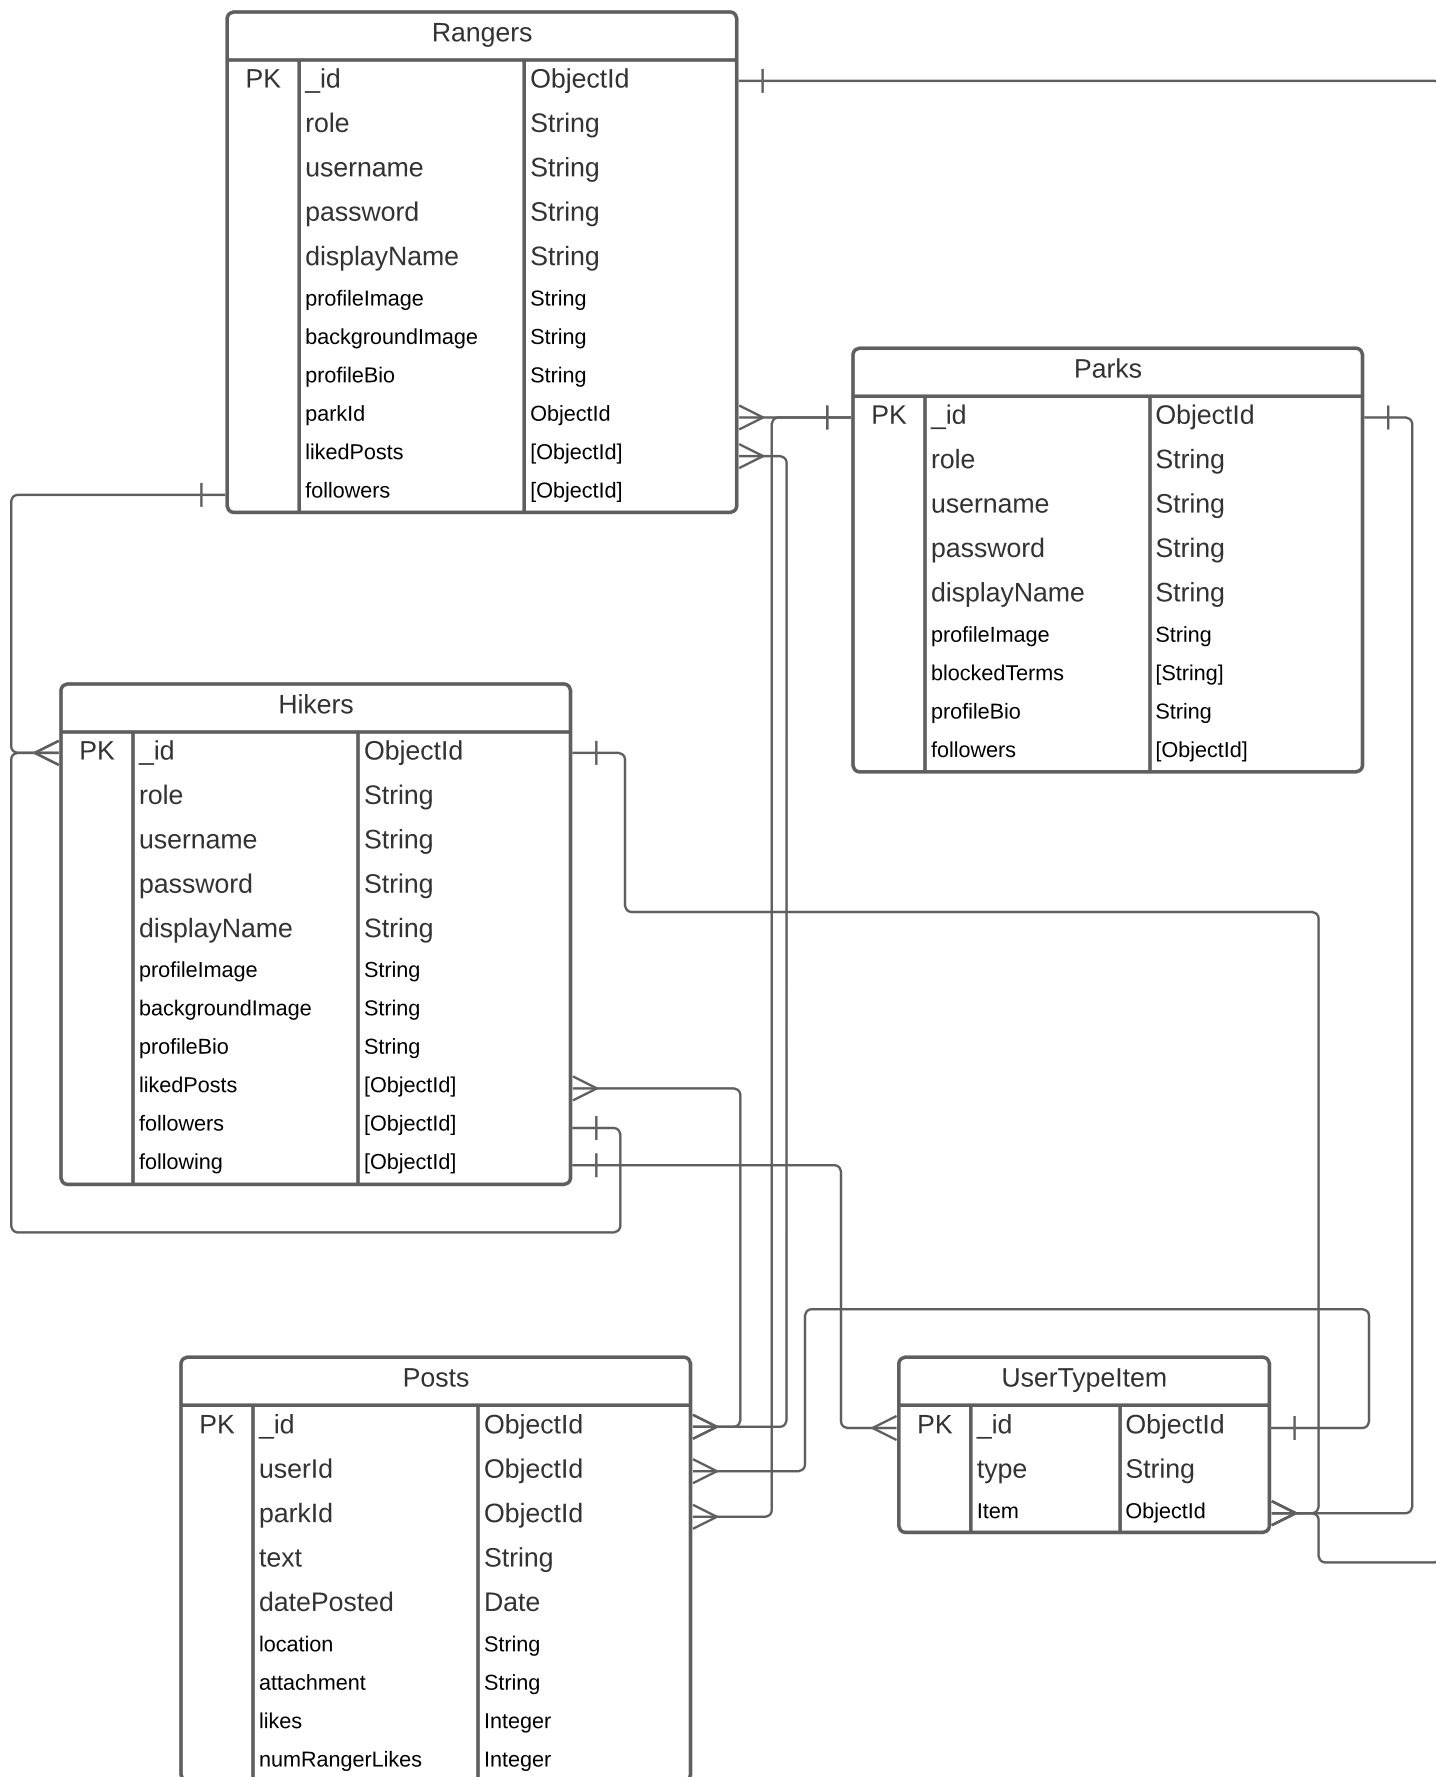 Rangers
PK _id ObjectId
role String
username String
password String
displayName String
profileImage String
backgroundImage String
profileBio String
parkId ObjectId
likedPosts [ObjectId]
followers [ObjectId]
Parks
PK _id ObjectId
role String
username String
password String
displayName String
profileImage String
blockedTerms [String]
profileBio String
followers [ObjectId]
Hikers
PK _id ObjectId
role String
username String
password String
displayName String
profileImage String
backgroundImage String
profileBio String
likedPosts [ObjectId]
followers [ObjectId]
following [ObjectId]
Posts
PK _id ObjectId
userId ObjectId
parkId ObjectId
text String
datePosted Date
location String
attachment String
likes Integer
numRangerLikes Integer
UserTypeItem
PK _id ObjectId
type String
Item ObjectId